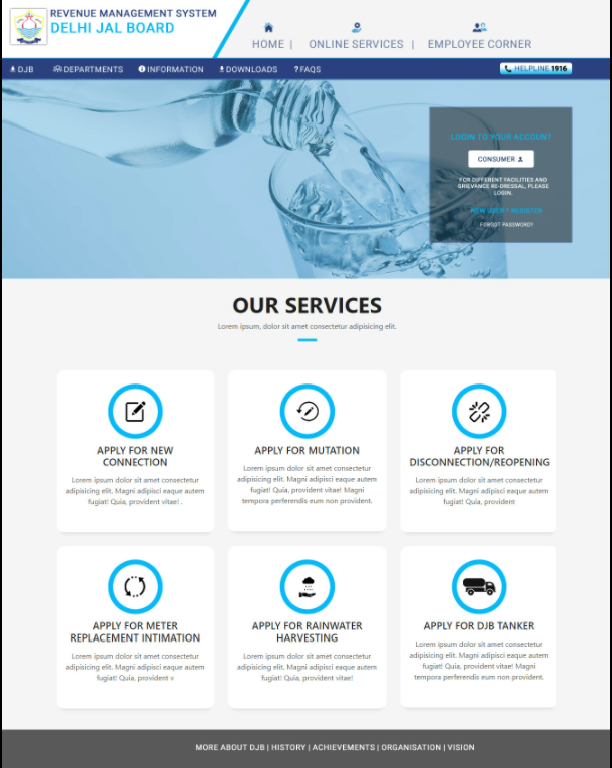 REVENUE MANAGEMENT SYSTEM
DELHI JAL BOARD
HOME | ONLINE SERVICES | EMPLOYEE CORNER
DJB DEPARTMENTS INFORMATION DOWNLOADS ? FAQS
HELPLINE 1916
LOGIN TO YOUR ACCOUNT?
CONSUMER
FOR DIFFERENT FACILITIES AND
GRIEVANCE RE-DRESSAL, PLEASE
LOGIN.
NEW USER ? REGISTER
FORGOT PASSWORD?
OUR SERVICES
Lorem ipsum, dolor sit amet consectetur adipisicing elit.
APPLY FOR NEW
CONNECTION
Lorem ipsum dolor sit amet consectetur
adipisicing elit. Magni adipisci eaque autem
fugiat! Quia, provident vitae! .
APPLY FOR MUTATION
Lorem ipsum dolor sit amet consectetur
adipisicing elit. Magni adipisci eaque autem
fugiat! Quia, provident vitae! Magni
tempora perferendis eum non provident.
APPLY FOR
DISCONNECTION/REOPENING
Lorem ipsum dolor sit amet consectetur
adipisicing elit. Magni adipisci eaque autem
fugiat! Quia, provident
APPLY FOR METER
REPLACEMENT INTIMATION
Lorem ipsum dolor sit amet consectetur
adipisicing elit. Magni adipisci eaque autem
fugiat! Quia, provident v
APPLY FOR RAINWATER
HARVESTING
Lorem ipsum dolor sit amet consectetur
adipisicing elit. Magni adipisci eaque autem
fugiat! Quia, provident vitae!
APPLY FOR DJB TANKER
Lorem ipsum dolor sit amet consectetur
adipisicing elit. Magni adipisci eaque autem
fugiat! Quia, provident vitae! Magni
tempora perferendis eum non provident.
MORE ABOUT DJB | HISTORY | ACHIEVEMENTS | ORGANISATION | VISION